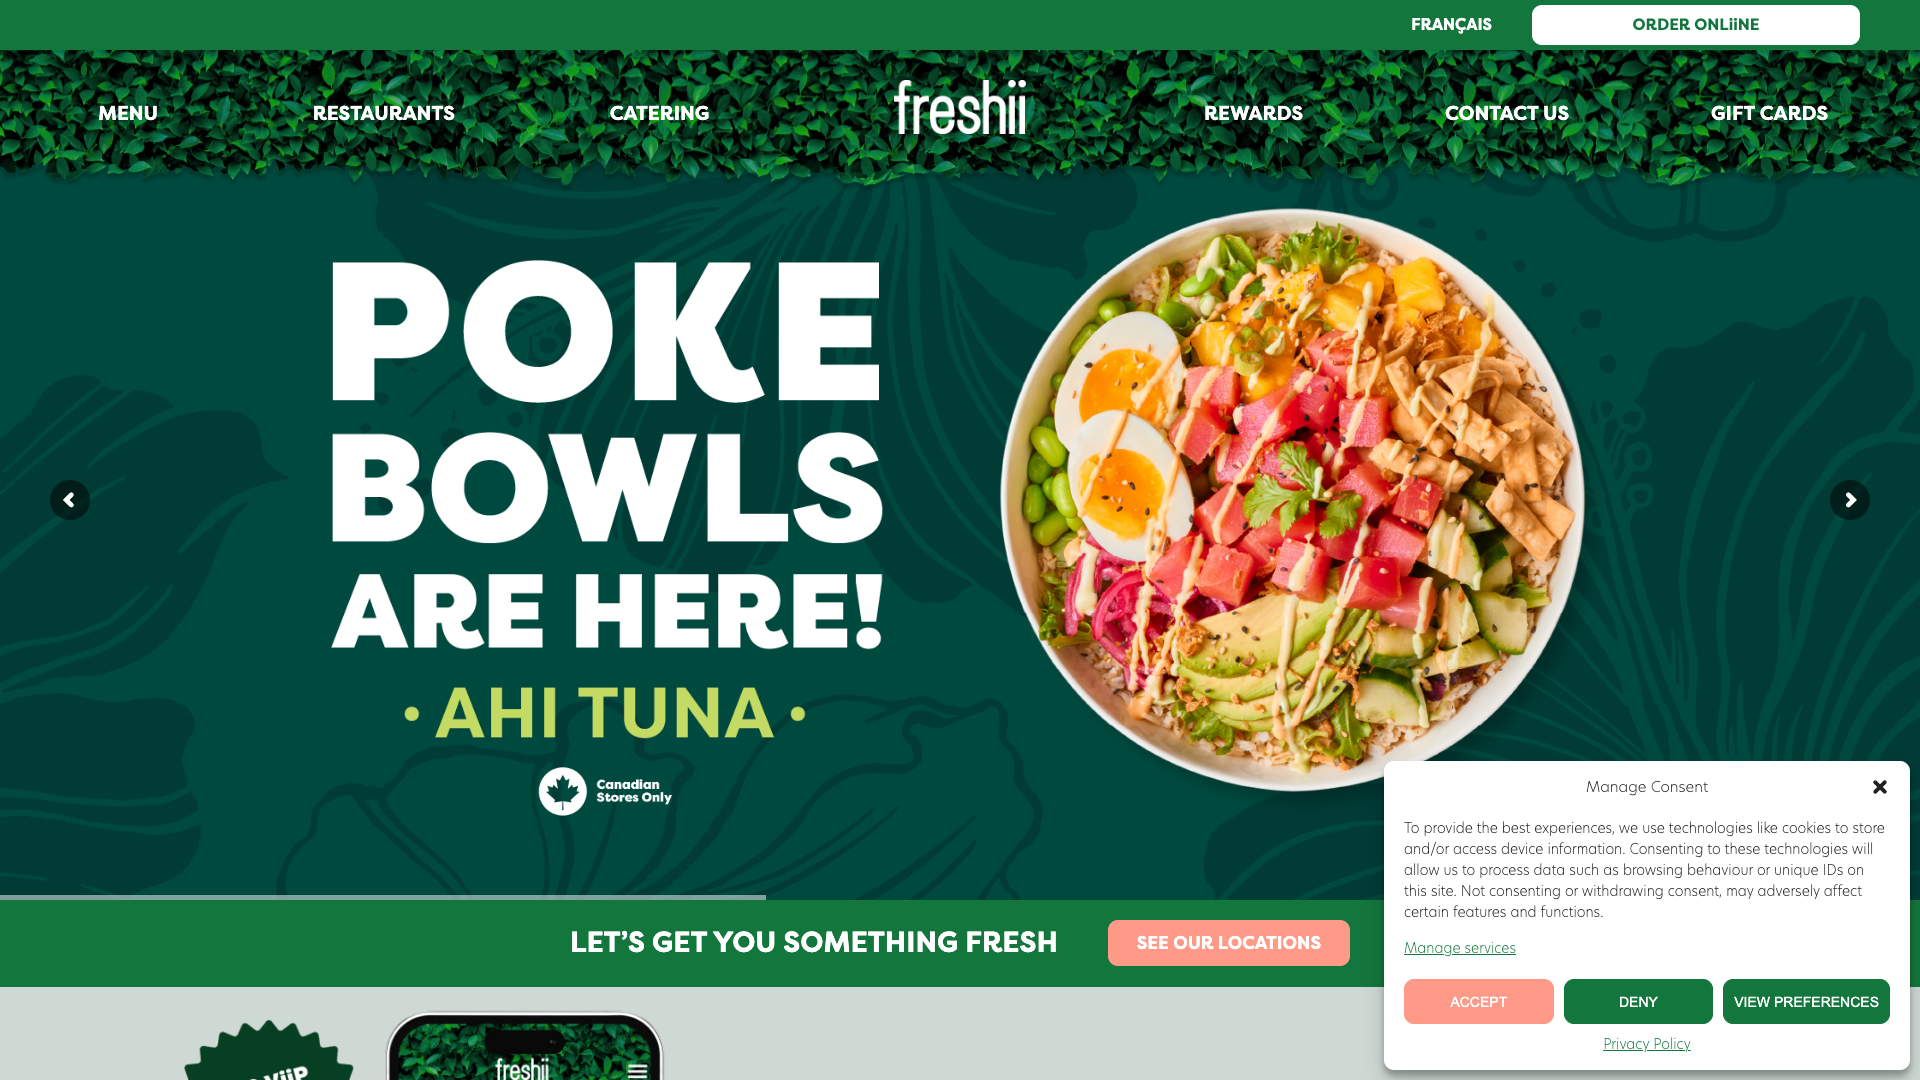 FRANÇAIS
ORDER ONLiiNE
MENU
RESTAURANTS
CATERING
freshii
REWARDS
CONTACT US
GIFT CARDS
POKE
BOWLS
ARE HERE!
• AHI TUNA •
Canadian
Stores Only
LET’S GET YOU SOMETHING FRESH
SEE OUR LOCATIONS
Manage Consent
To provide the best experiences, we use technologies like cookies to store
and/or access device information. Consenting to these technologies will
allow us to process data such as browsing behaviour or unique IDs on
this site. Not consenting or withdrawing consent, may adversely affect
certain features and functions.
Manage services
ACCEPT
DENY
VIEW PREFERENCES
Privacy Policy
freshii